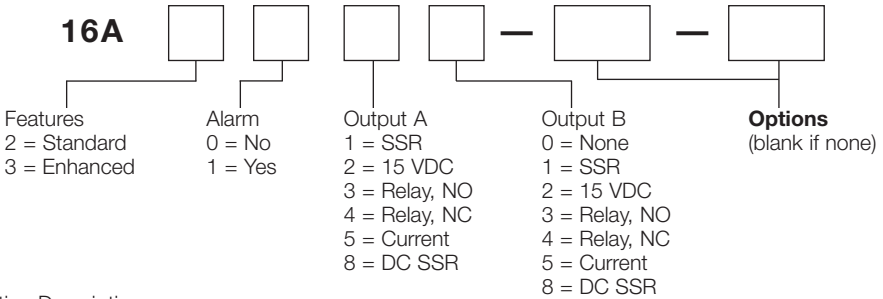 16A — —
Features
2 = Standard
3 = Enhanced
Alarm
0 = No
1 = Yes
Output A
1 = SSR
2 = 15 VDC
3 = Relay, NO
4 = Relay, NC
5 = Current
8 = DC SSR
Output B
0 = None
1 = SSR
2 = 15 VDC
3 = Relay, NO
4 = Relay, NC
5 = Current
8 = DC SSR
Options
(blank if none)